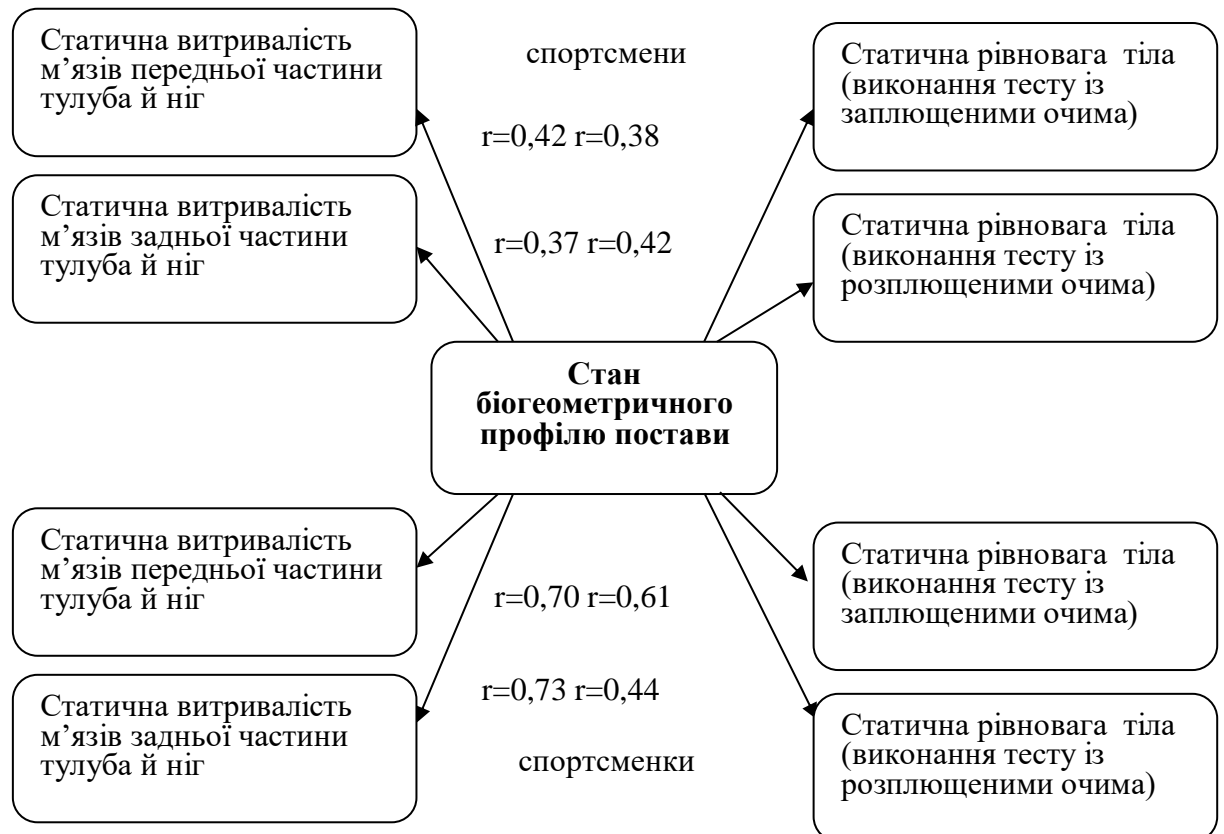 Статична витривалість
м’язів передньої частини
тулуба й ніг
спортсмени
Статична рівновага тіла
(виконання тесту із
заплющеними очима)
r=0,42 r=0,38
Статична витривалість
м’язів задньої частини
тулуба й ніг
r=0,37 r=0,42
Статична рівновага тіла
(виконання тесту із
розплющеними очима)
Стан
біогеометричного
профілю постави
Статична витривалість
м’язів передньої частини
тулуба й ніг
r=0,70 r=0,61
Статична рівновага тіла
(виконання тесту із
заплющеними очима)
Статична витривалість
м’язів задньої частини
тулуба й ніг
r=0,73 r=0,44
спортсменки
Статична рівновага тіла
(виконання тесту із
розплющеними очима)